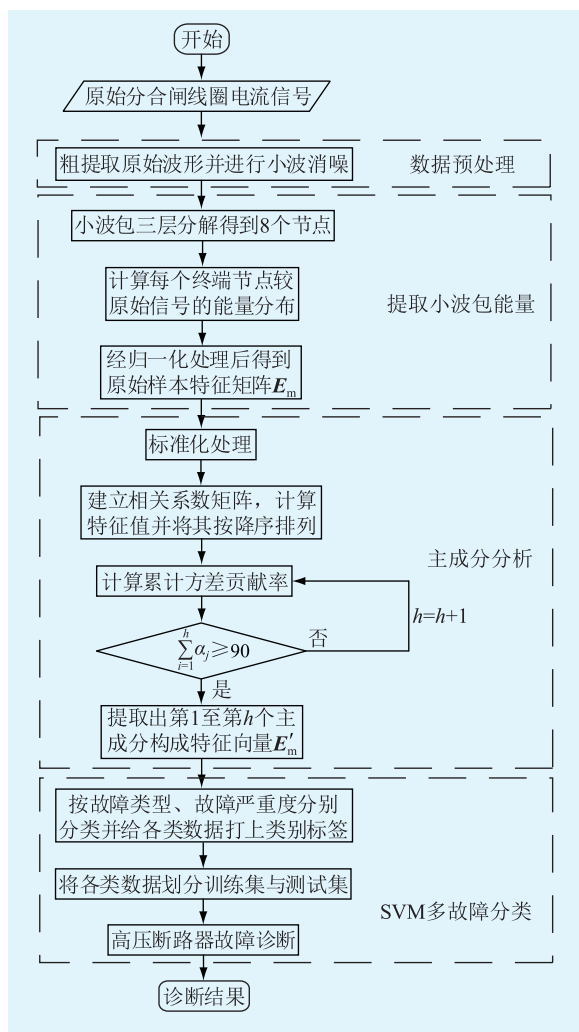 开始
原始分合闸线圈电流信号
粗提取原始波形并进行小波消噪
数据预处理
小波包三层分解得到8个节点
计算每个终端节点较
原始信号的能量分布
提取小波包能量
经归一化处理后得到
原始样本特征矩阵Eₘ
标准化处理
建立相关系数矩阵，计算
特征值并将其按降序排列
主成分分析
计算累计方差贡献率
h=h+1
否
∑ᵢ₌₁ʰ αⱼ≥90
是
提取出第1至第h个主
成分构成特征向量E′ₘ
按故障类型、故障严重度分别
分类并给各类数据打上类别标签
将各类数据划分训练集与测试集
SVM多故障分类
高压断路器故障诊断
诊断结果